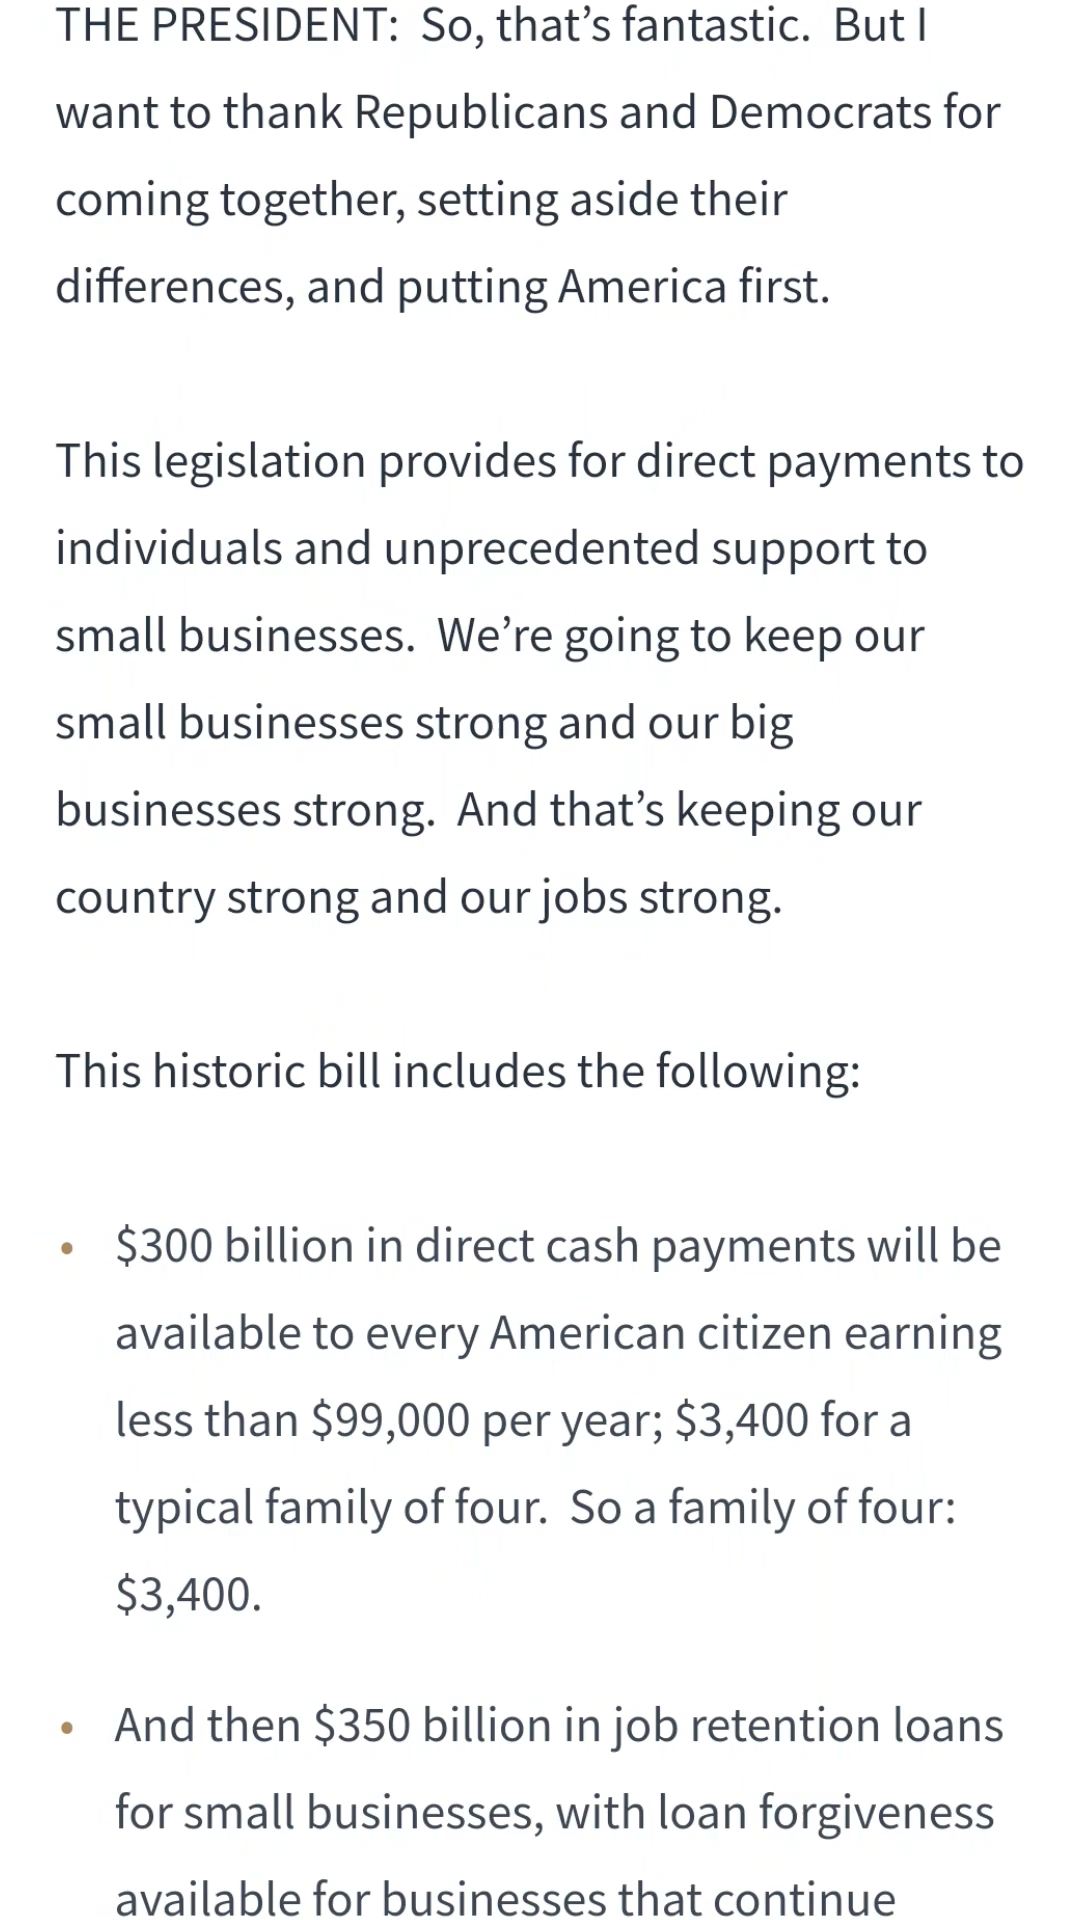 THE PRESIDENT:  So, that’s fantastic.  But I
want to thank Republicans and Democrats for
coming together, setting aside their
differences, and putting America first.
This legislation provides for direct payments to
individuals and unprecedented support to
small businesses.  We’re going to keep our
small businesses strong and our big
businesses strong.  And that’s keeping our
country strong and our jobs strong.
This historic bill includes the following:
• $300 billion in direct cash payments will be
available to every American citizen earning
less than $99,000 per year; $3,400 for a
typical family of four.  So a family of four:
$3,400.
• And then $350 billion in job retention loans
for small businesses, with loan forgiveness
available for businesses that continue